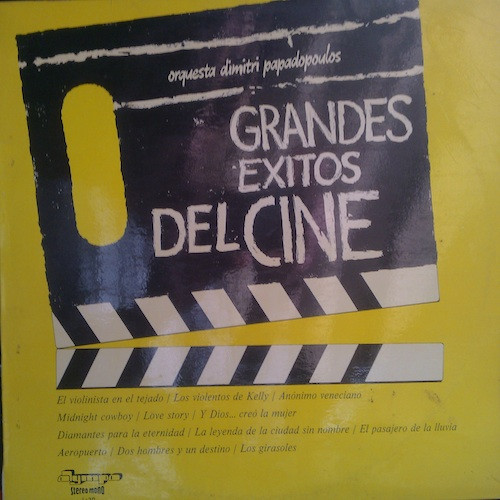 orquesta dimitri papadopoulos
GRANDES
EXITOS
DEL CINE
El violinista en el tejado / Los violentos de Kelly / Anónimo veneciano
Midnight cowboy / Love story / Y Dios... creó la mujer
Diamantes para la eternidad / La leyenda de la ciudad sin nombre / El pasajero de la lluvia
Aeropuerto / Dos hombres y un destino / Los girasoles
olympo
Stereo mono